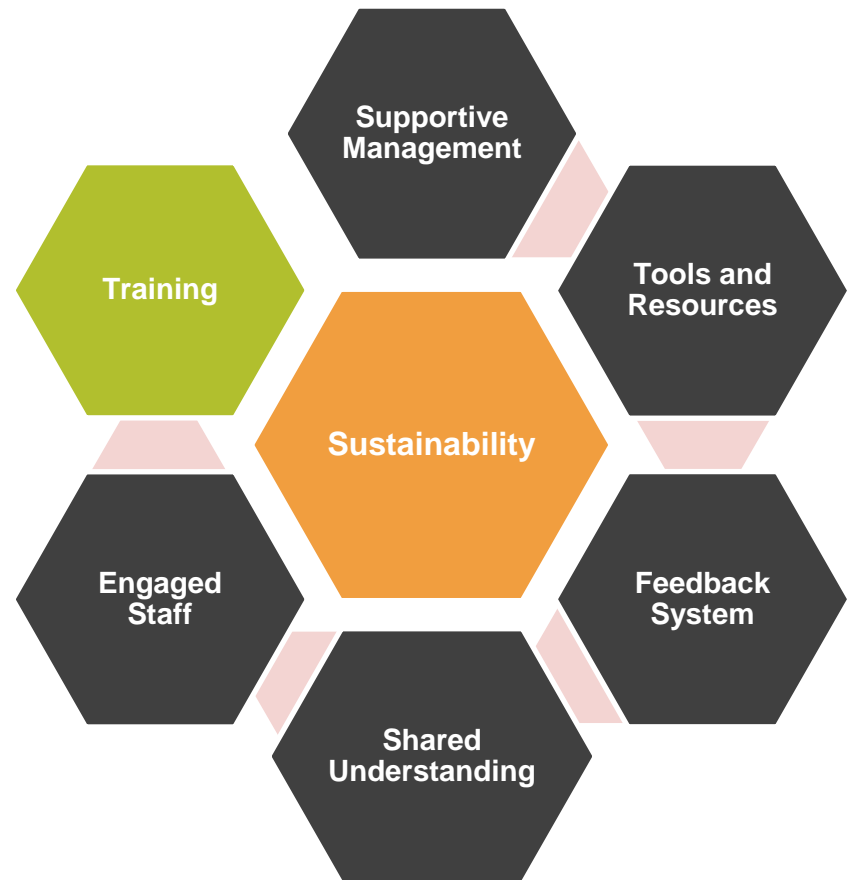 Supportive
Management
Training
Tools and
Resources
Sustainability
Engaged
Staff
Feedback
System
Shared
Understanding